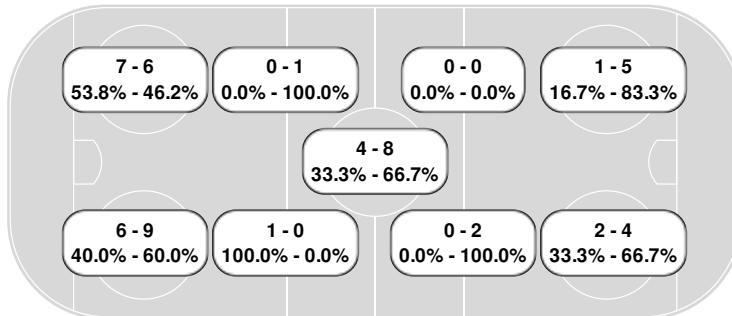 7 - 6
53.8% - 46.2%
0 - 1
0.0% - 100.0%
0 - 0
0.0% - 0.0%
1 - 5
16.7% - 83.3%
4 - 8
33.3% - 66.7%
6 - 9
40.0% - 60.0%
1 - 0
100.0% - 0.0%
0 - 2
0.0% - 100.0%
2 - 4
33.3% - 66.7%